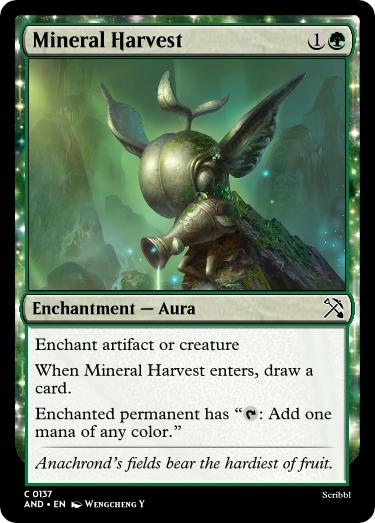 Mineral Harvest 1
Enchantment — Aura
Enchant artifact or creature
When Mineral Harvest enters, draw a
card.
Enchanted permanent has “: Add one
mana of any color.”
Anachrond’s fields bear the hardiest of fruit.
C 0137 Scribbl
AND • EN Wengcheng Y